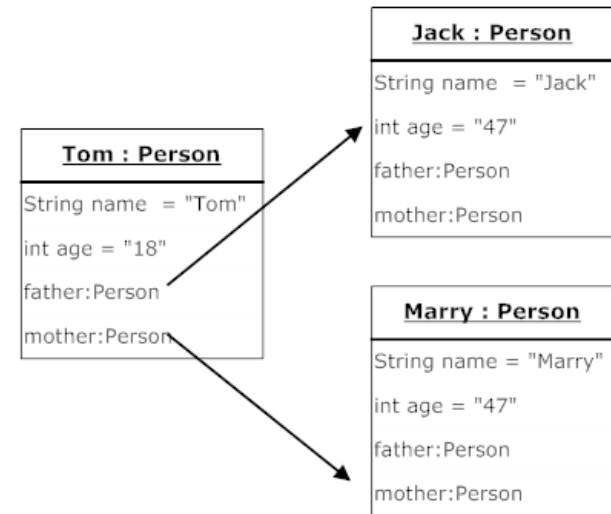 Jack : Person
String name = "Jack"
int age = "47"
father:Person
mother:Person
Tom : Person
String name = "Tom"
int age = "18"
father:Person
mother:Person
Marry : Person
String name = "Marry"
int age = "47"
father:Person
mother:Person